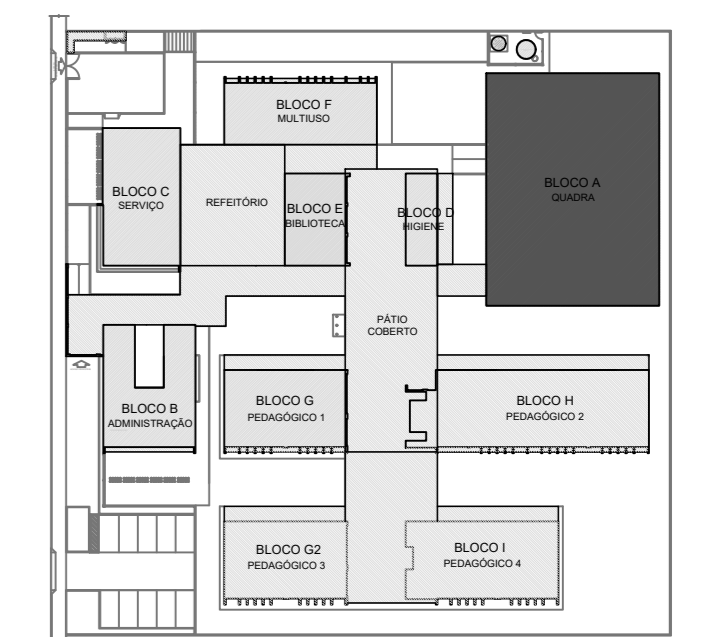 BLOCO F
MULTIUSO
BLOCO A
QUADRA
BLOCO C
SERVIÇO
REFEITÓRIO
BLOCO E
BIBLIOTECA
BLOCO D
HIGIENE
PÁTIO
COBERTO
BLOCO B
ADMINISTRAÇÃO
BLOCO G
PEDAGÓGICO 1
BLOCO H
PEDAGÓGICO 2
BLOCO G2
PEDAGÓGICO 3
BLOCO I
PEDAGÓGICO 4